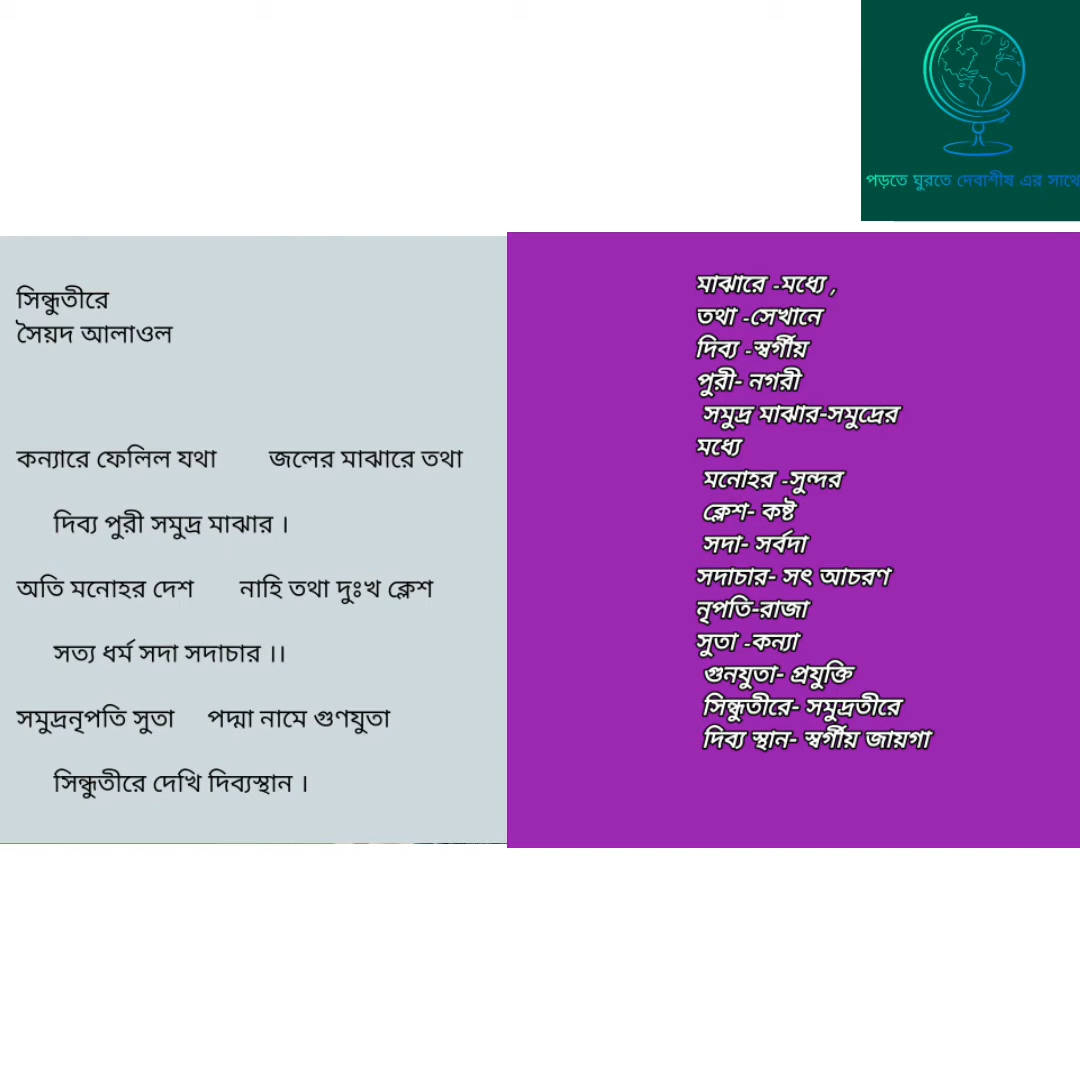 পড়তে ঘুরতে দেবাশীষ এর সাথে
সিন্ধুতীরে
সৈয়দ আলাওল
কন্যারে ফেলিল যথা জলের মাঝারে তথা
দিব্য পুরী সমুদ্র মাঝার ।
অতি মনোহর দেশ নাহি তথা দুঃখ ক্লেশ
সত্য ধর্ম সদা সদাচার ।।
সমুদ্রনৃপতি সুতা পদ্মা নামে গুণযুতা
সিন্ধুতীরে দেখি দিব্যস্থান ।
মাঝারে -মধ্যে ,
তথা -সেখানে
দিব্য -স্বর্গীয়
পুরী- নগরী
সমুদ্র মাঝার-সমুদ্রের
মধ্যে
মনোহর -সুন্দর
ক্লেশ- কষ্ট
সদা- সর্বদা
সদাচার- সৎ আচরণ
নৃপতি-রাজা
সুতা -কন্যা
গুনযুতা- প্রযুক্তি
সিন্ধুতীরে- সমুদ্রতীরে
দিব্য স্থান- স্বর্গীয় জায়গা